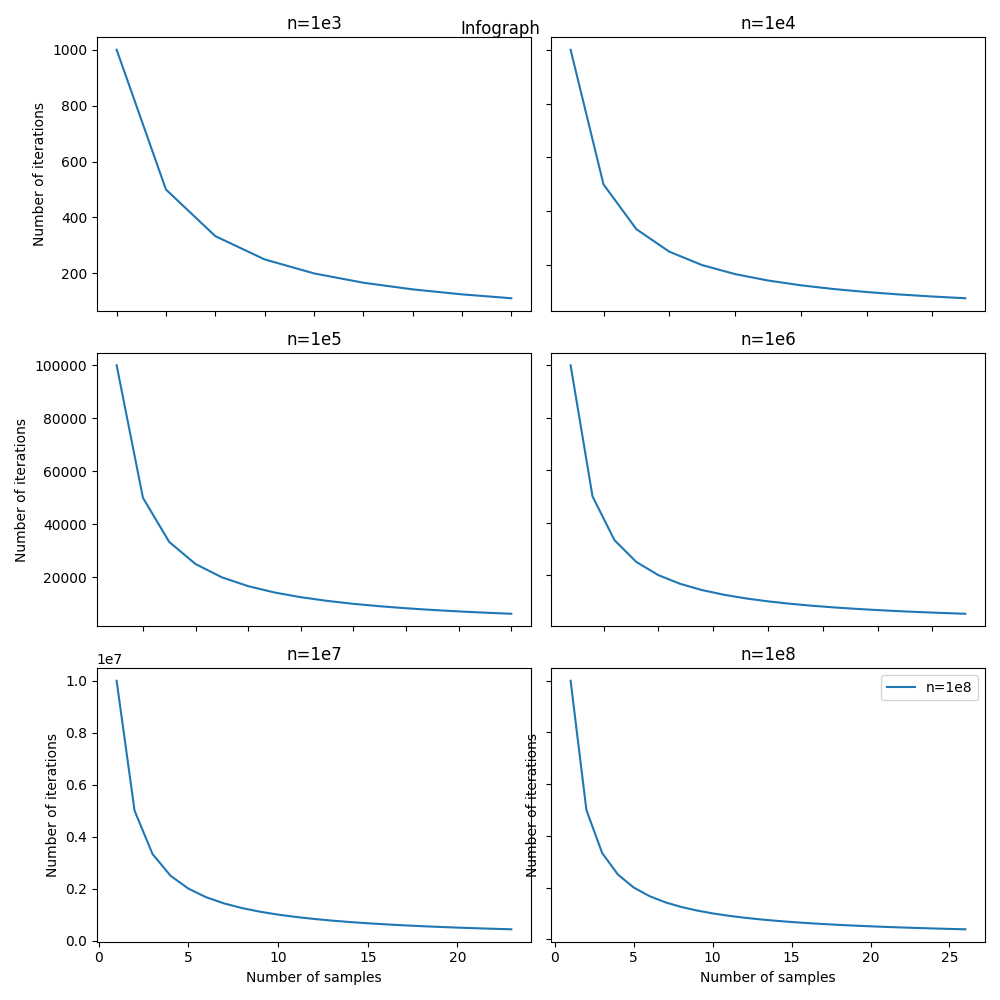 Infograph
n=1e3
n=1e4
Number of iterations
1000
800
600
400
200
n=1e5
n=1e6
Number of iterations
100000
80000
60000
40000
20000
n=1e7
n=1e8
1e7
Number of iterations
1.0
0.8
0.6
0.4
0.2
0.0
0 5 10 15 20
Number of samples
n=1e8
Number of iterations
0 5 10 15 20 25
Number of samples